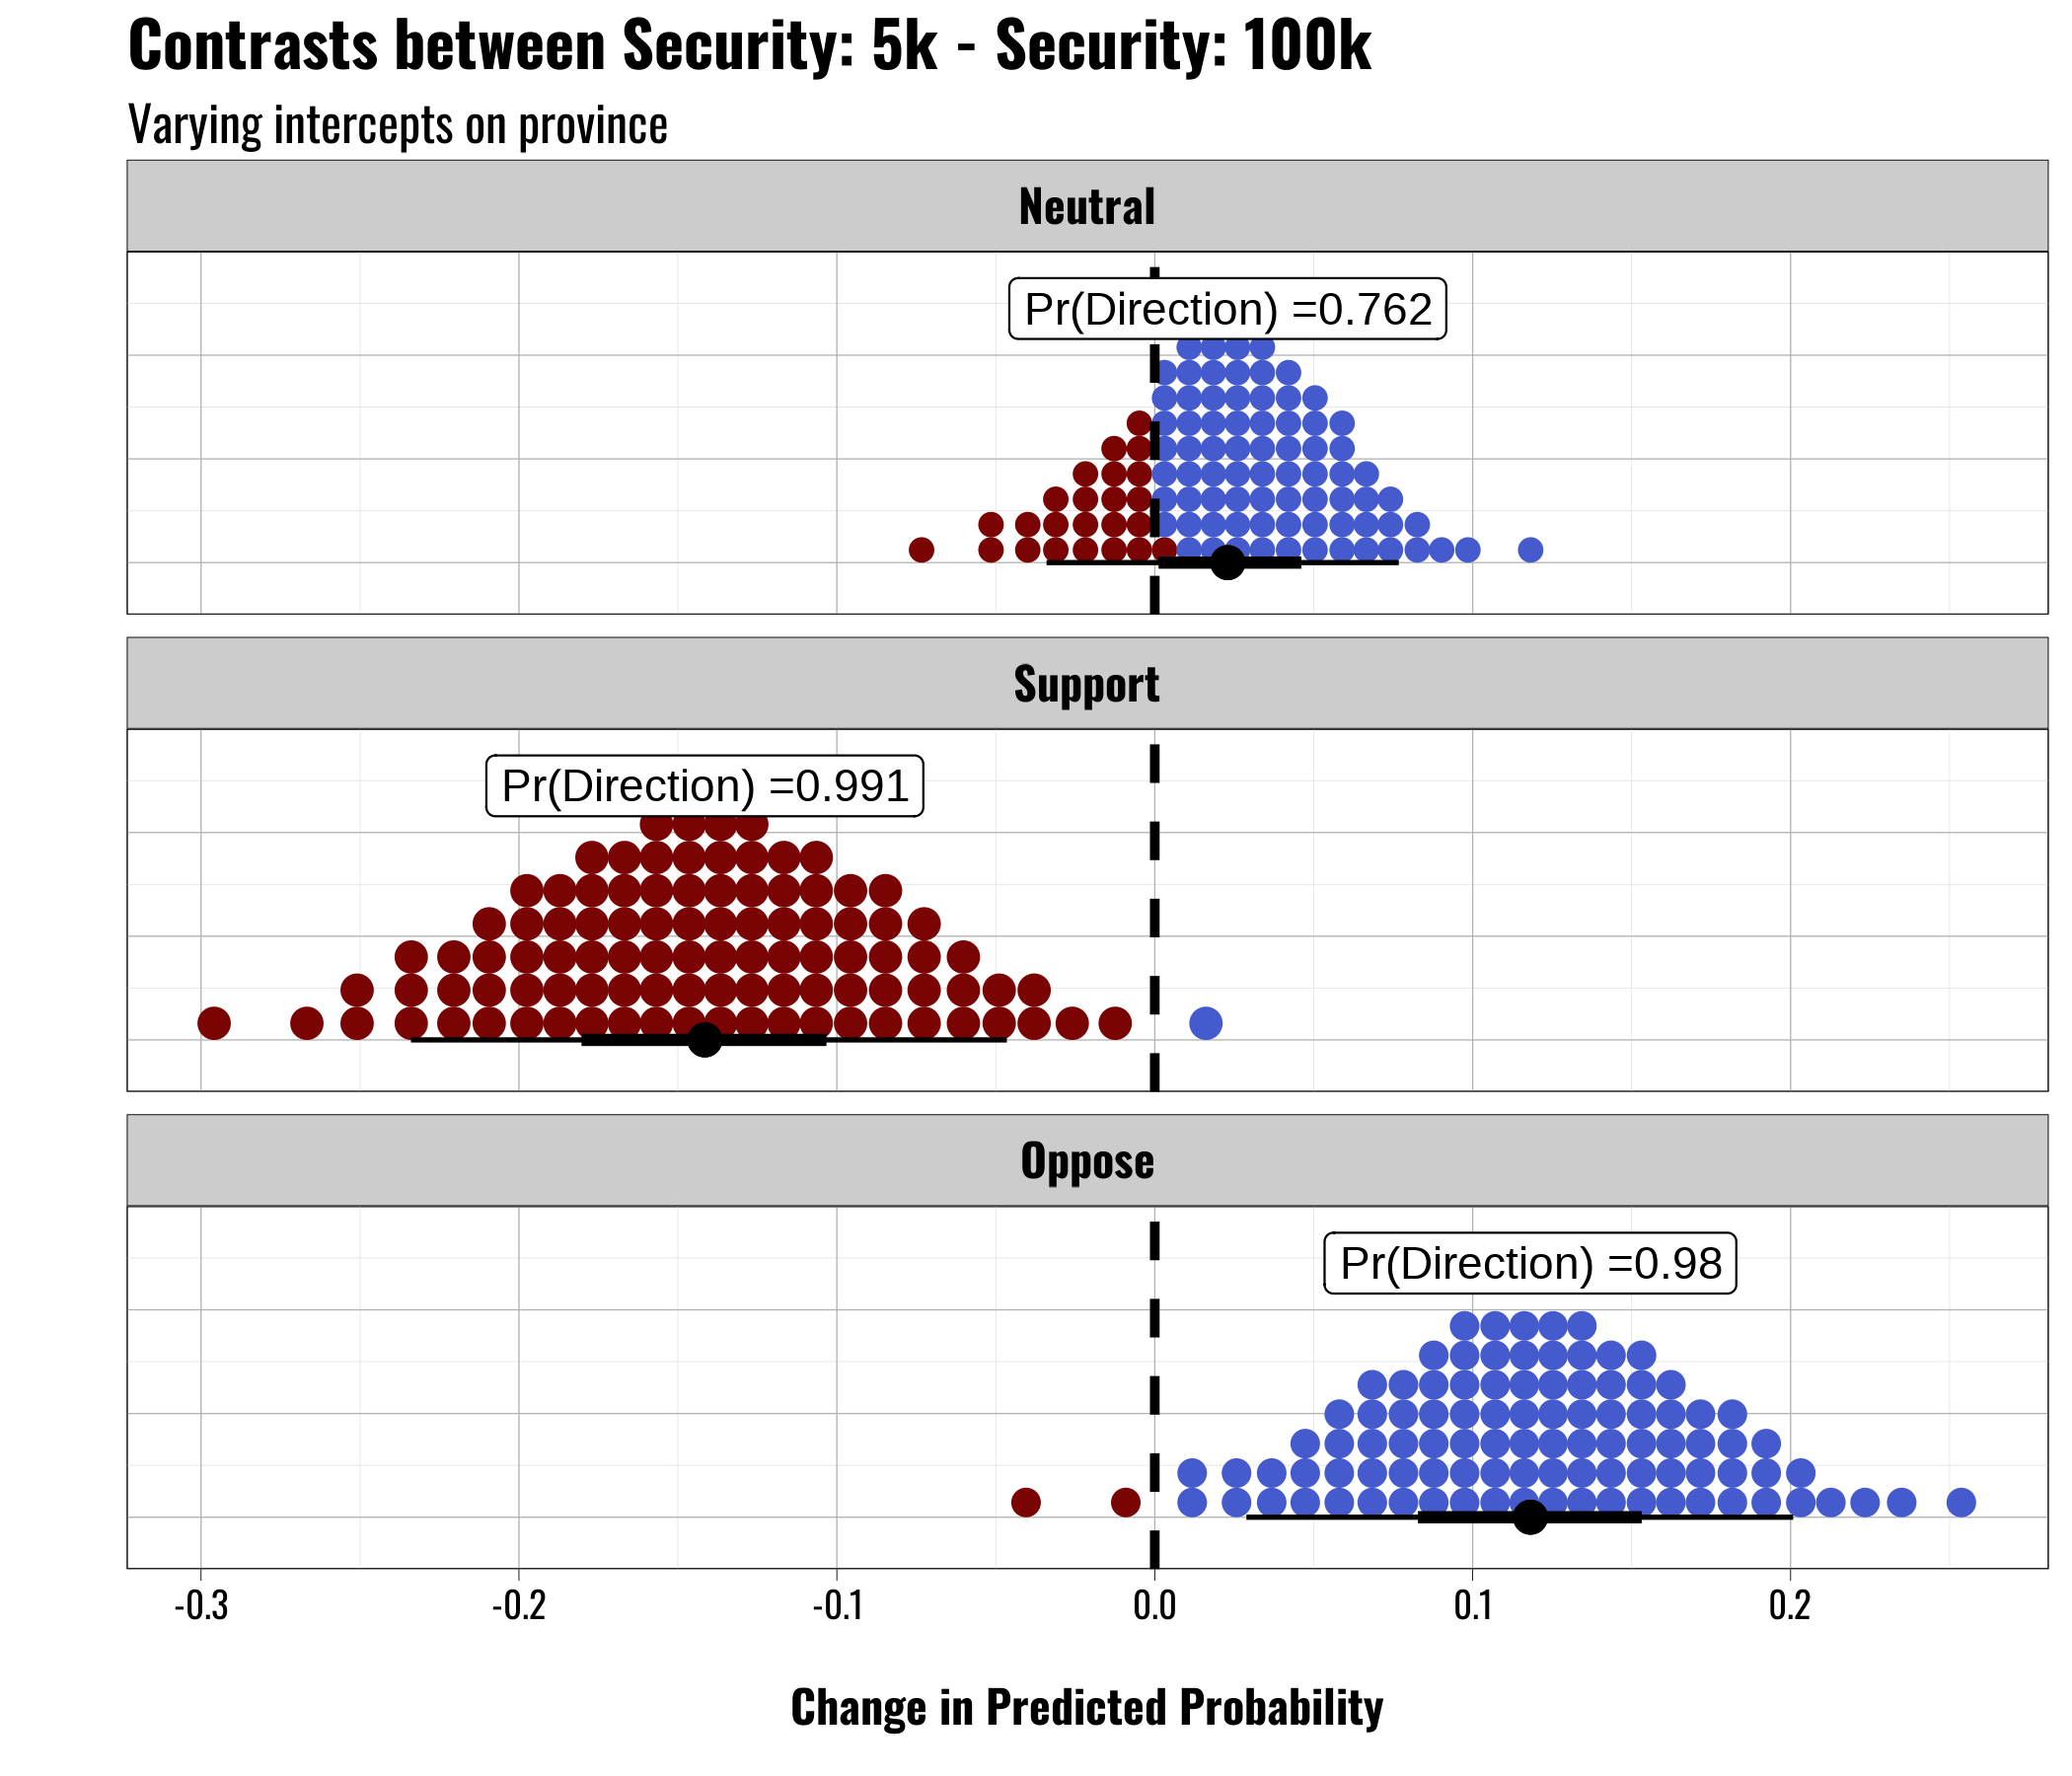 Contrasts between Security: 5k - Security: 100k
Varying intercepts on province
Neutral
Pr(Direction) =0.762
Support
Pr(Direction) =0.991
Oppose
Pr(Direction) =0.98
-0.3 -0.2 -0.1 0.0 0.1 0.2
Change in Predicted Probability